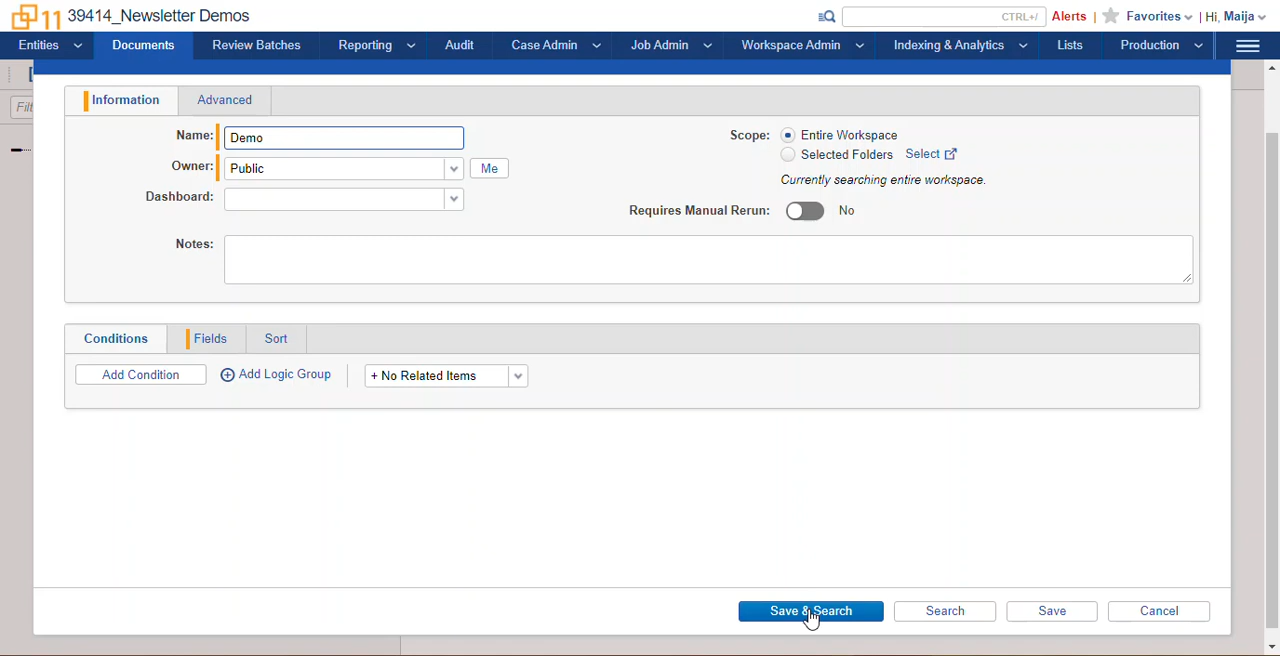 11 39414_Newsletter Demos
CTRL+/ Alerts | Favorites | Hi, Maija
Entities Documents Review Batches Reporting Audit Case Admin Job Admin Workspace Admin Indexing & Analytics Lists Production
Information Advanced
Name: Demo
Owner: Public Me
Dashboard:
Notes:
Scope: Entire Workspace
Selected Folders Select
Currently searching entire workspace.
Requires Manual Rerun: No
Conditions Fields Sort
Add Condition Add Logic Group + No Related Items
Save & Search Search Save Cancel